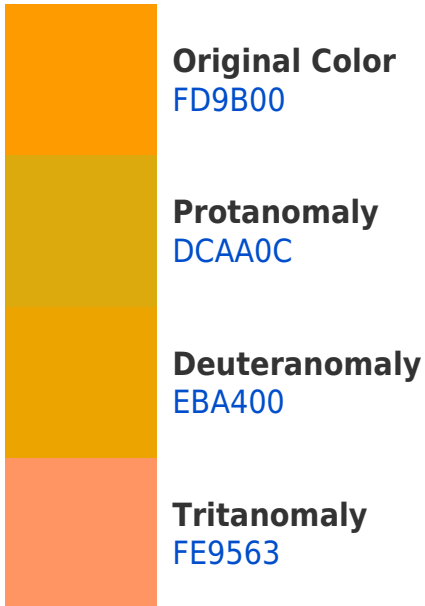 Original Color
FD9B00
Protanomaly
DCAA0C
Deuteranomaly
EBA400
Tritanomaly
FE9563